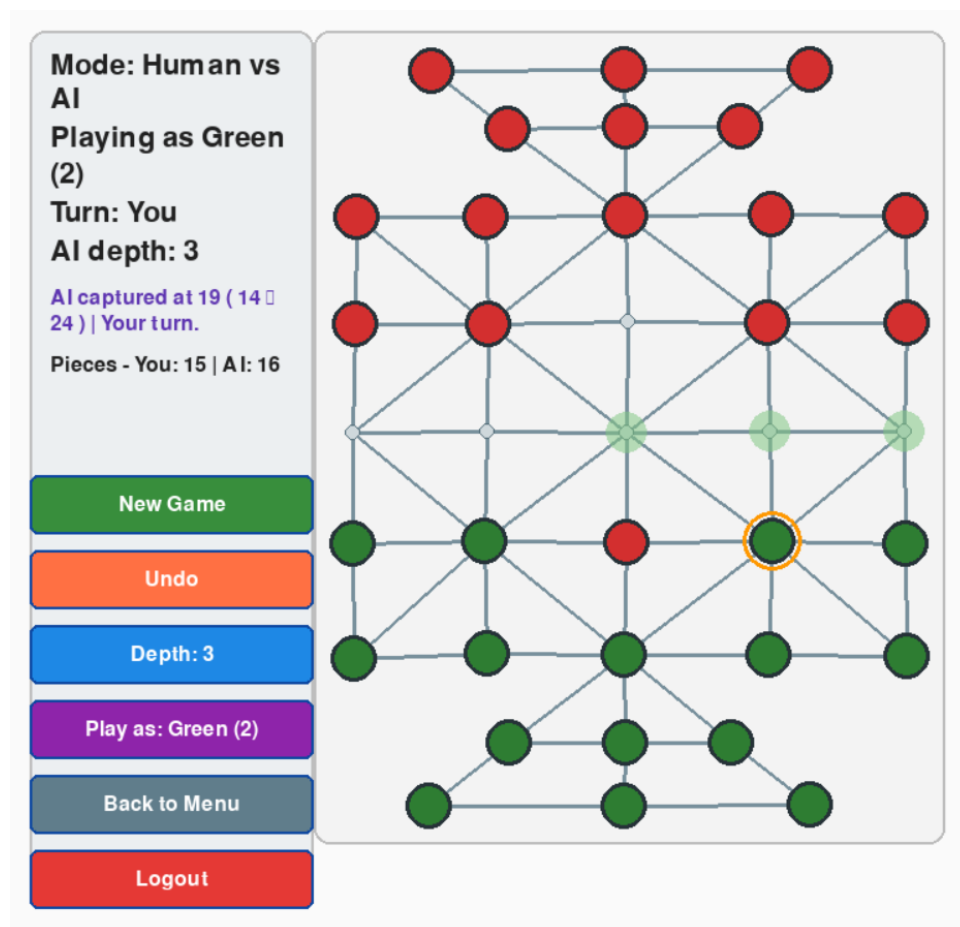 Mode: Human vs
AI
Playing as Green
(2)
Turn: You
AI depth: 3
AI captured at 19 ( 14 ▯
24 ) | Your turn.
Pieces - You: 15 | AI: 16
New Game
Undo
Depth: 3
Play as: Green (2)
Back to Menu
Logout